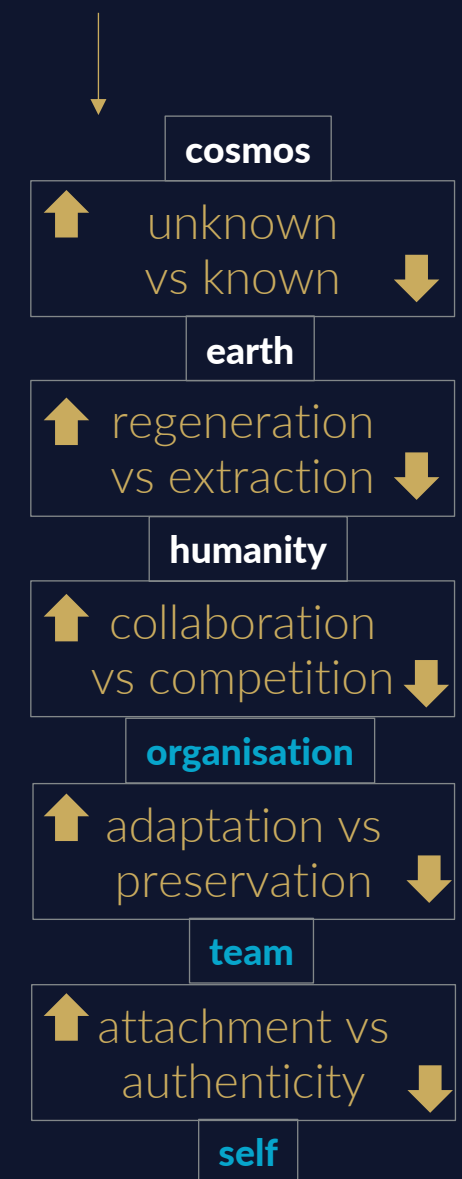 cosmos
unknown
vs known
earth
regeneration
vs extraction
humanity
collaboration
vs competition
organisation
adaptation vs
preservation
team
attachment vs
authenticity
self